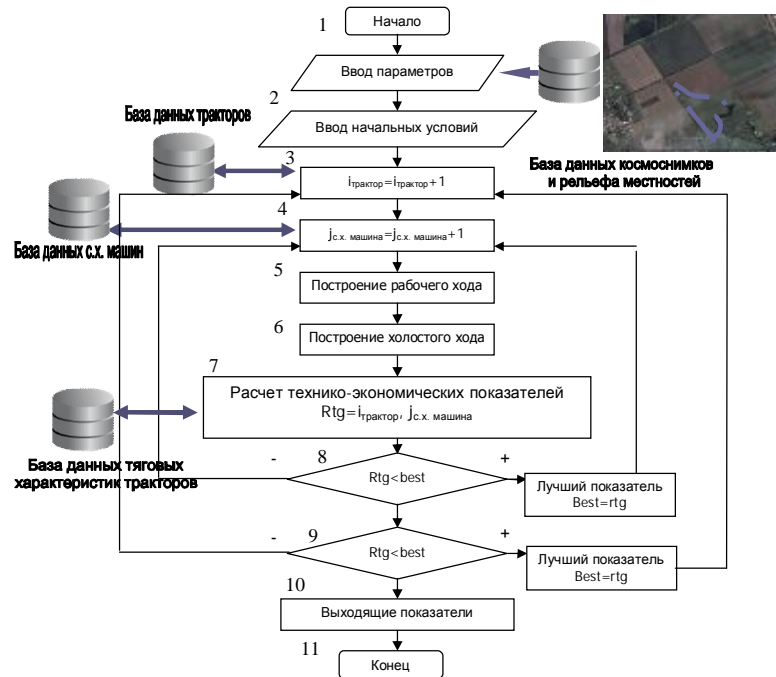 1
Начало
Ввод параметров
2
База данных тракторов
Ввод начальных условий
3
База данных космоснимков
и рельефа местностей
iтрактор=iтрактор+1
4
База данных с.х. машин
jс.х. машина=jс.х. машина+1
5
Построение рабочего хода
6
Построение холостого хода
7
Расчет технико-экономических показателей
Rtg=iтрактор, jс.х. машина
База данных тяговых
характеристик тракторов
-
8
+
Rtg<best
Лучший показатель
Best=rtg
-
9
+
Rtg<best
Лучший показатель
Best=rtg
10
Выходящие показатели
11
Конец